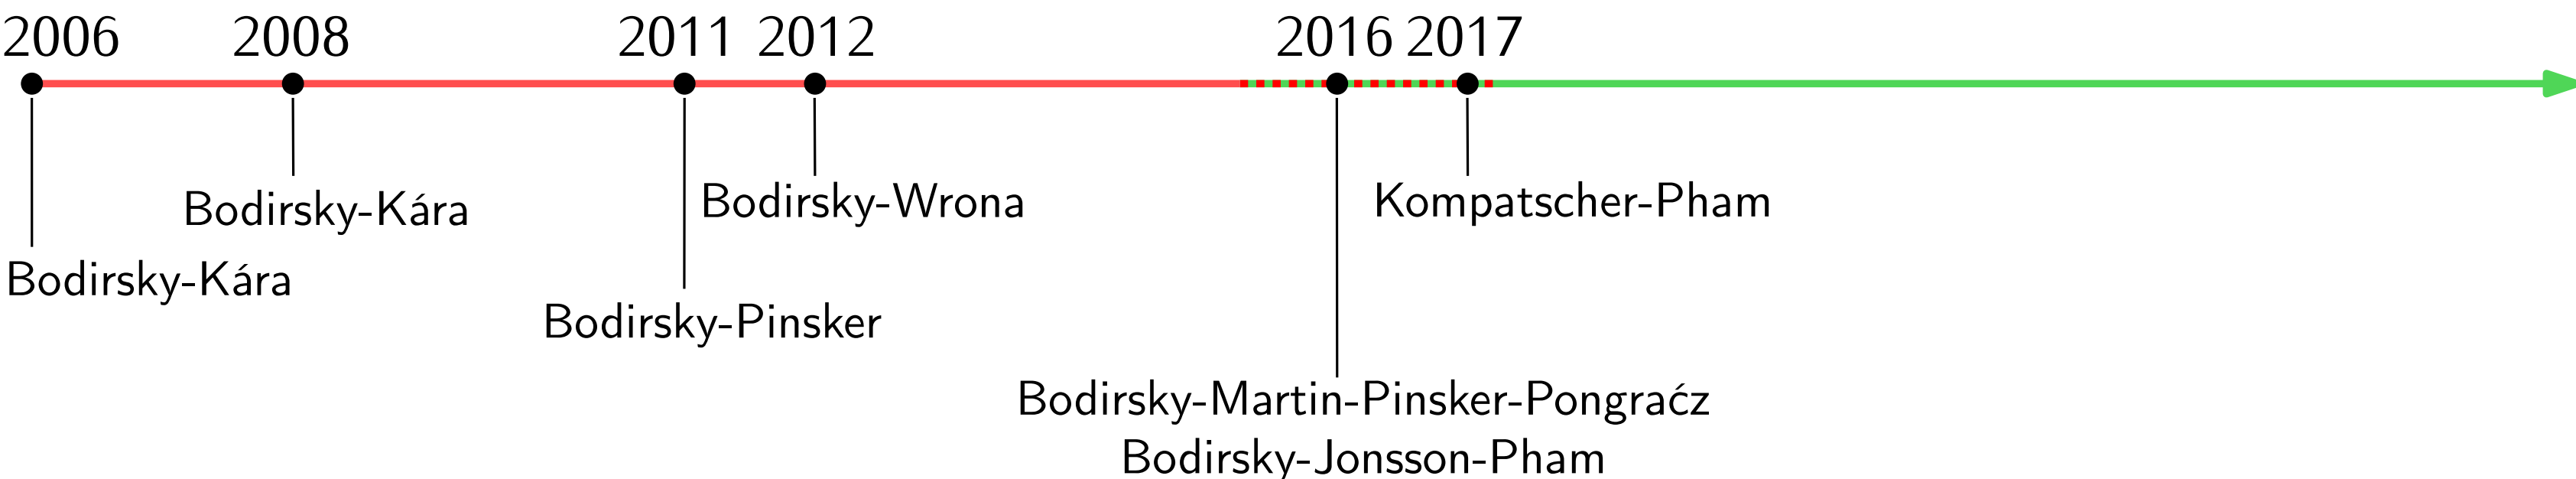 2006 2008 2011 2012 2016 2017
Bodirsky-Wrona Kompatscher-Pham
Bodirsky-Kára
Bodirsky-Kára
Bodirsky-Pinsker
Bodirsky-Martin-Pinsker-Pongraćz
Bodirsky-Jonsson-Pham